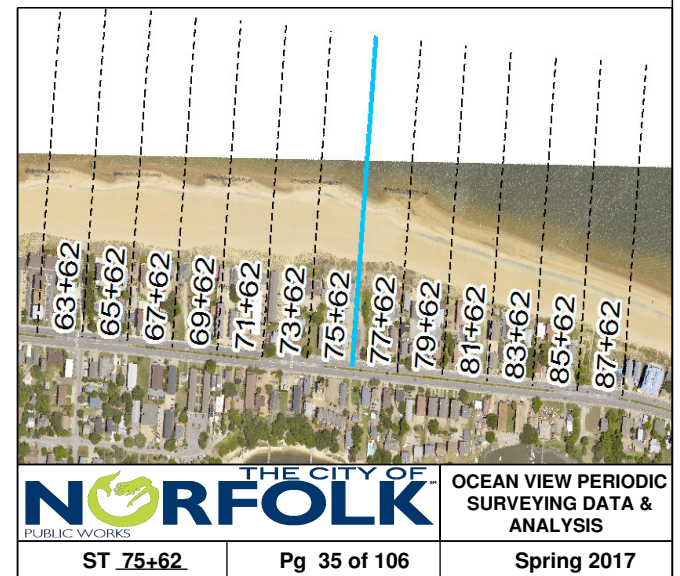 63+62
65+62
67+62
69+62
71+62
73+62
75+62
77+62
79+62
81+62
83+62
85+62
87+62
THE CITY OF
NORFOLK
PUBLIC WORKS
OCEAN VIEW PERIODIC
SURVEYING DATA &
ANALYSIS
ST 75+62
Pg 35 of 106
Spring 2017